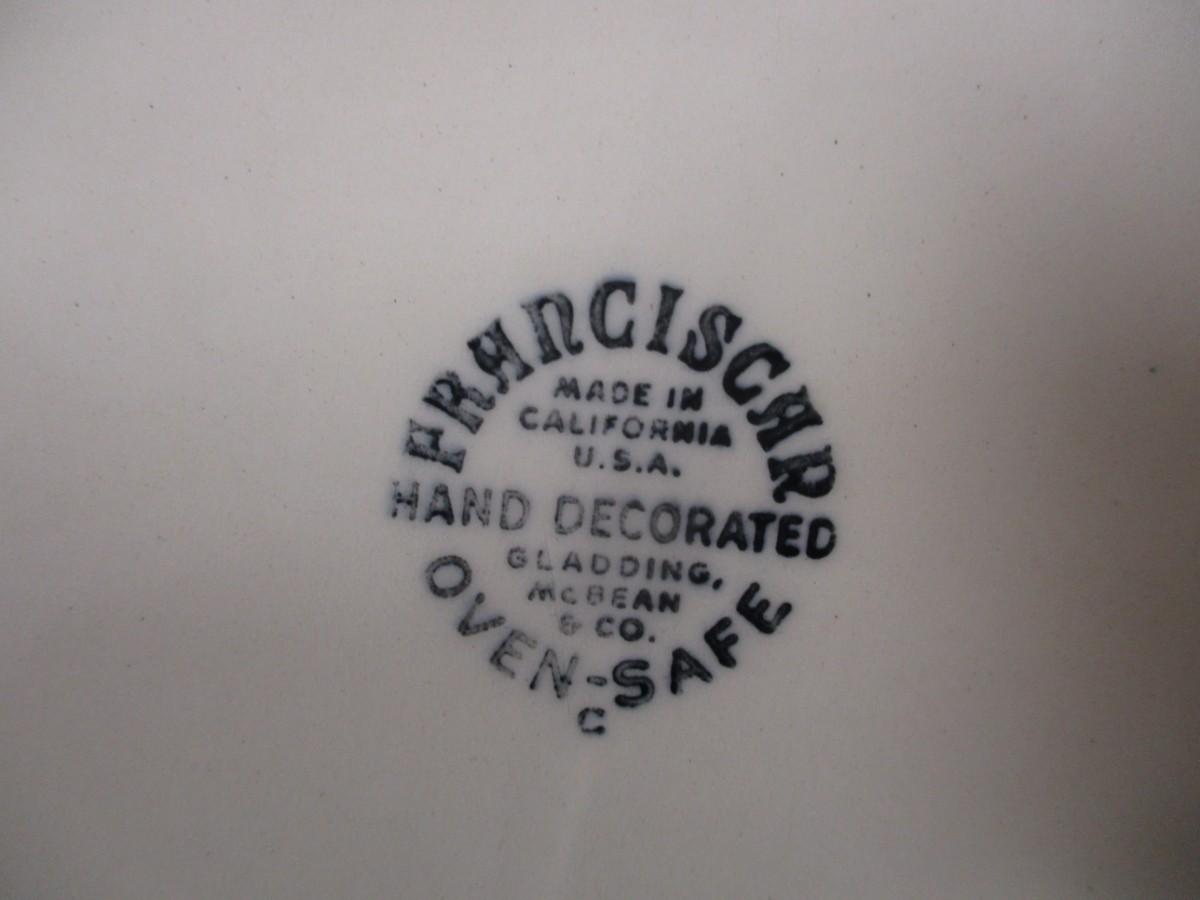 FRANCISCAN
MADE IN
CALIFORNIA
U.S.A.
HAND DECORATED
GLADDING,
McBEAN
& CO.
OVEN-SAFE
C